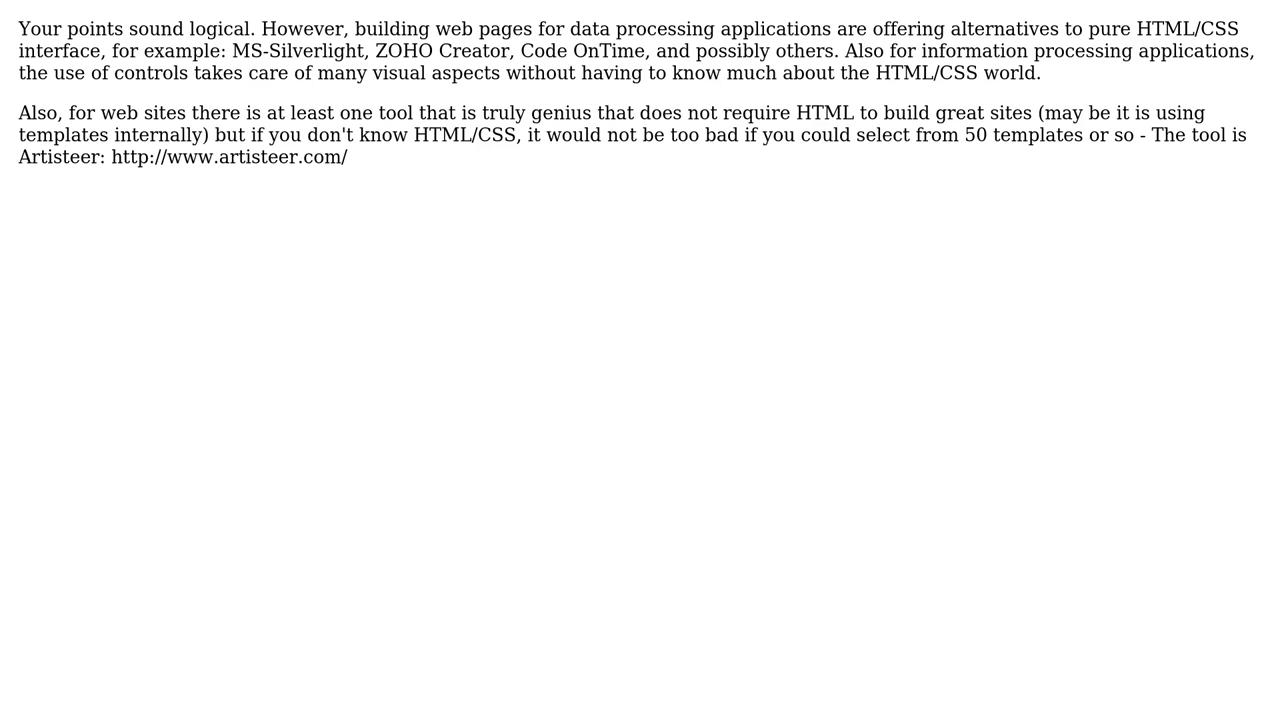 Your points sound logical. However, building web pages for data processing applications are offering alternatives to pure HTML/CSS
interface, for example: MS-Silverlight, ZOHO Creator, Code OnTime, and possibly others. Also for information processing applications,
the use of controls takes care of many visual aspects without having to know much about the HTML/CSS world.
Also, for web sites there is at least one tool that is truly genius that does not require HTML to build great sites (may be it is using
templates internally) but if you don't know HTML/CSS, it would not be too bad if you could select from 50 templates or so - The tool is
Artisteer: http://www.artisteer.com/